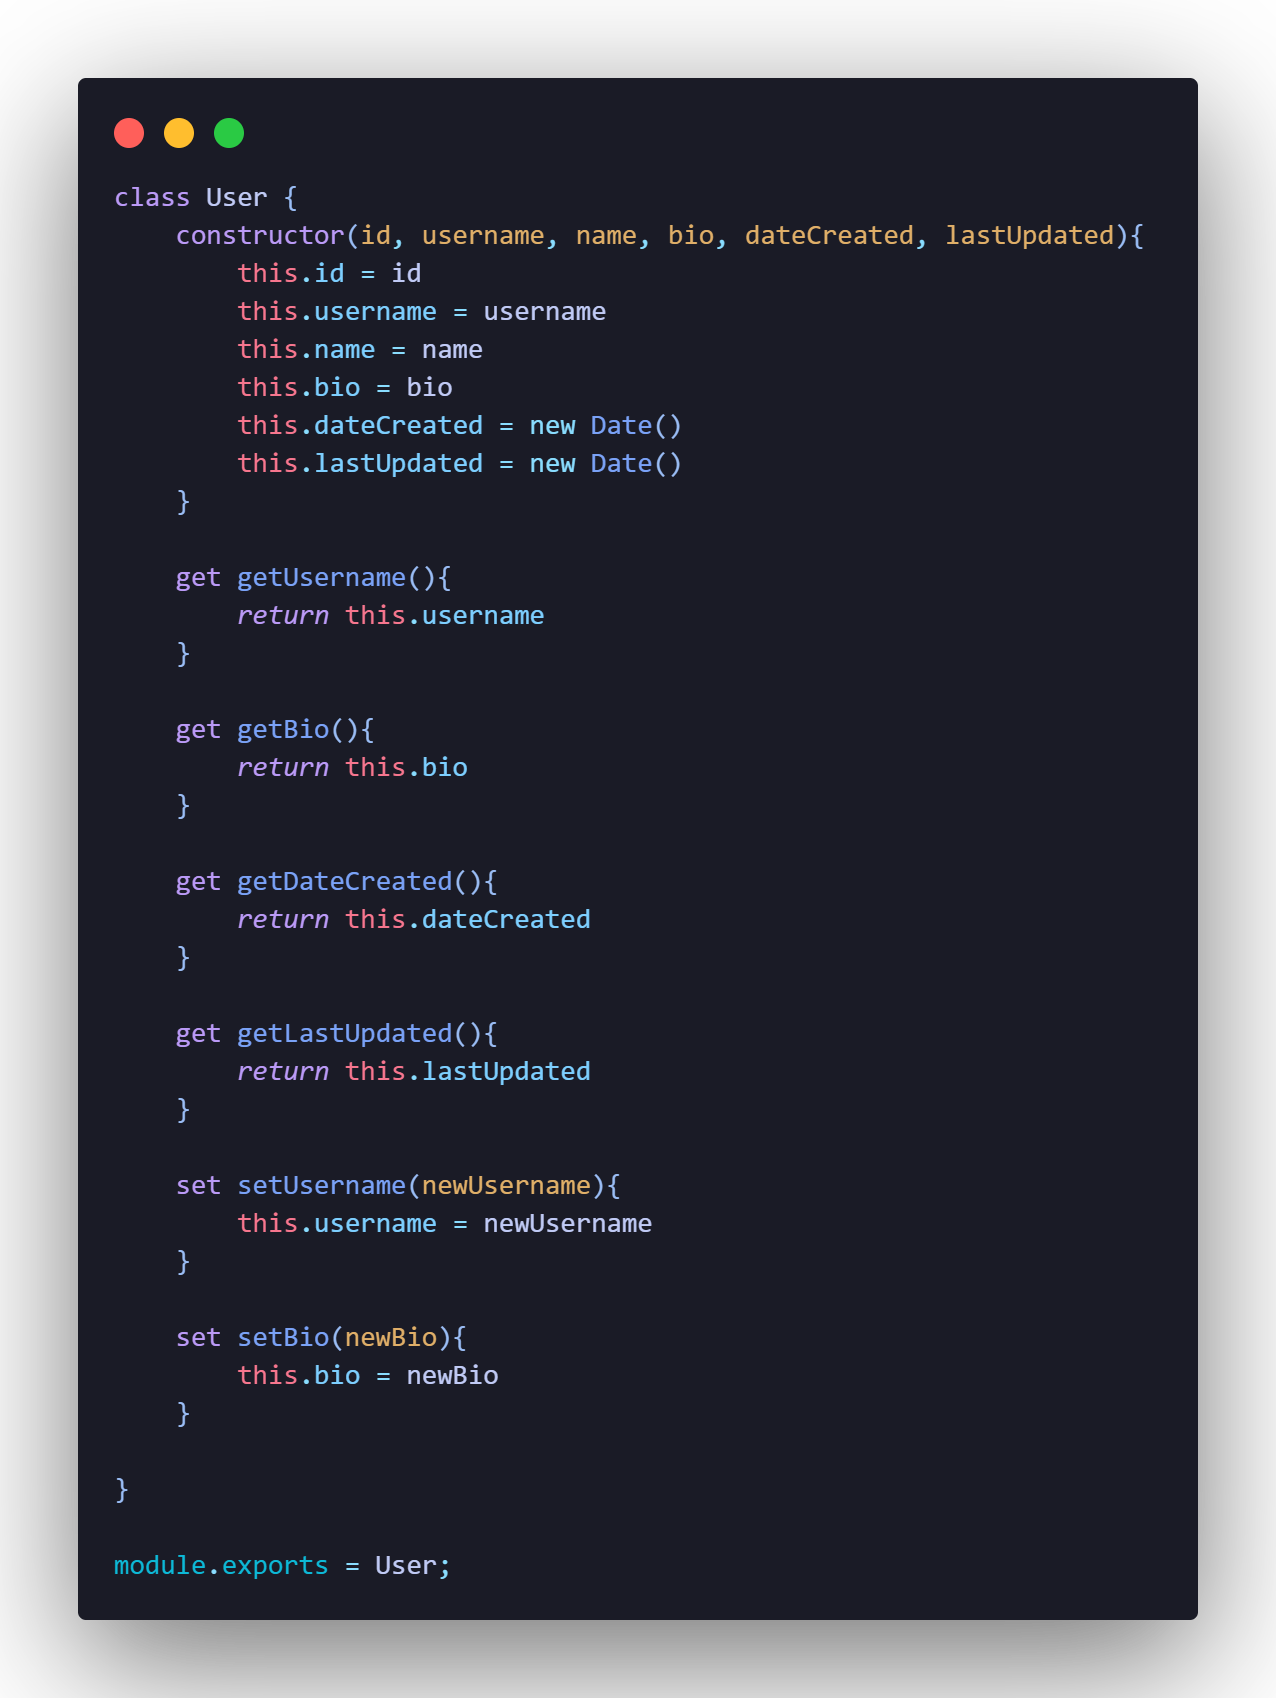 class User {
    constructor(id, username, name, bio, dateCreated, lastUpdated){
        this.id = id
        this.username = username
        this.name = name
        this.bio = bio
        this.dateCreated = new Date()
        this.lastUpdated = new Date()
    }

    get getUsername(){
        return this.username
    }

    get getBio(){
        return this.bio
    }

    get getDateCreated(){
        return this.dateCreated
    }

    get getLastUpdated(){
        return this.lastUpdated
    }

    set setUsername(newUsername){
        this.username = newUsername
    }

    set setBio(newBio){
        this.bio = newBio
    }

}

module.exports = User;